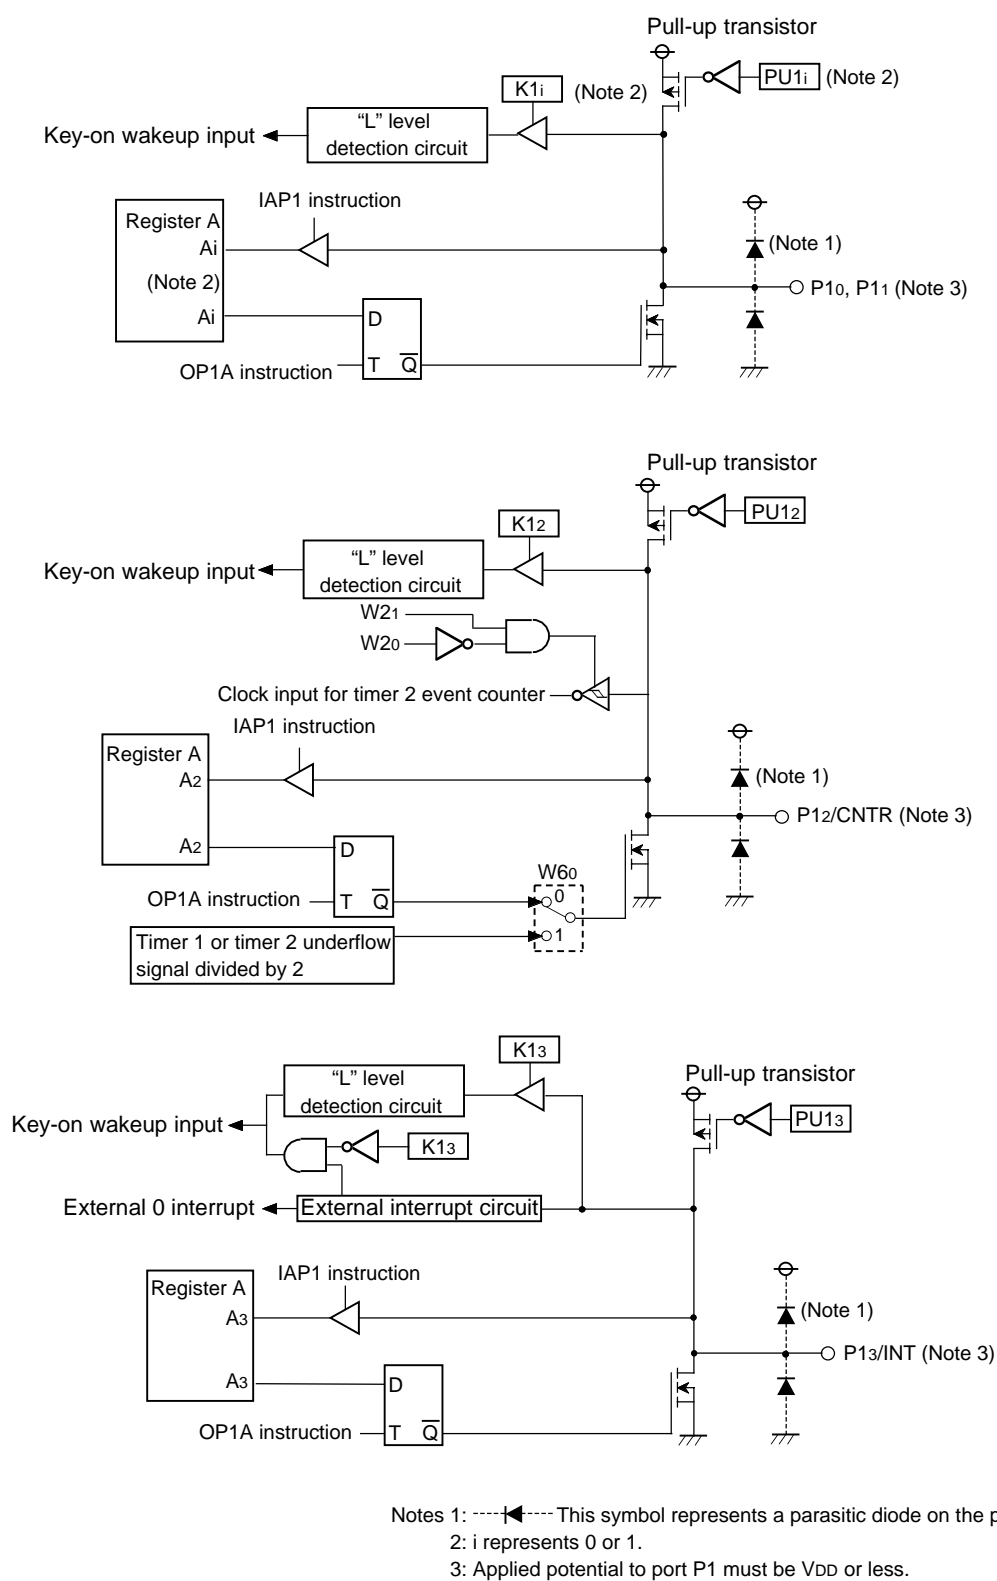 Pull-up transistor
PU1i (Note 2)
K1i (Note 2)
Key-on wakeup input
“L” level
detection circuit
IAP1 instruction
Register A
Ai
(Note 2)
Ai
D
T Q
OP1A instruction
(Note 1)
P10, P11 (Note 3)
Pull-up transistor
PU12
K12
Key-on wakeup input
“L” level
detection circuit
W21
W20
Clock input for timer 2 event counter
IAP1 instruction
Register A
A2
A2
D
T Q
OP1A instruction
W60
0
1
Timer 1 or timer 2 underflow
signal divided by 2
(Note 1)
P12/CNTR (Note 3)
K13
Pull-up transistor
PU13
“L” level
detection circuit
Key-on wakeup input
K13
External 0 interrupt
External interrupt circuit
IAP1 instruction
Register A
A3
A3
D
T Q
OP1A instruction
(Note 1)
P13/INT (Note 3)
Notes 1: This symbol represents a parasitic diode on the
2: i represents 0 or 1.
3: Applied potential to port P1 must be VDD or less.